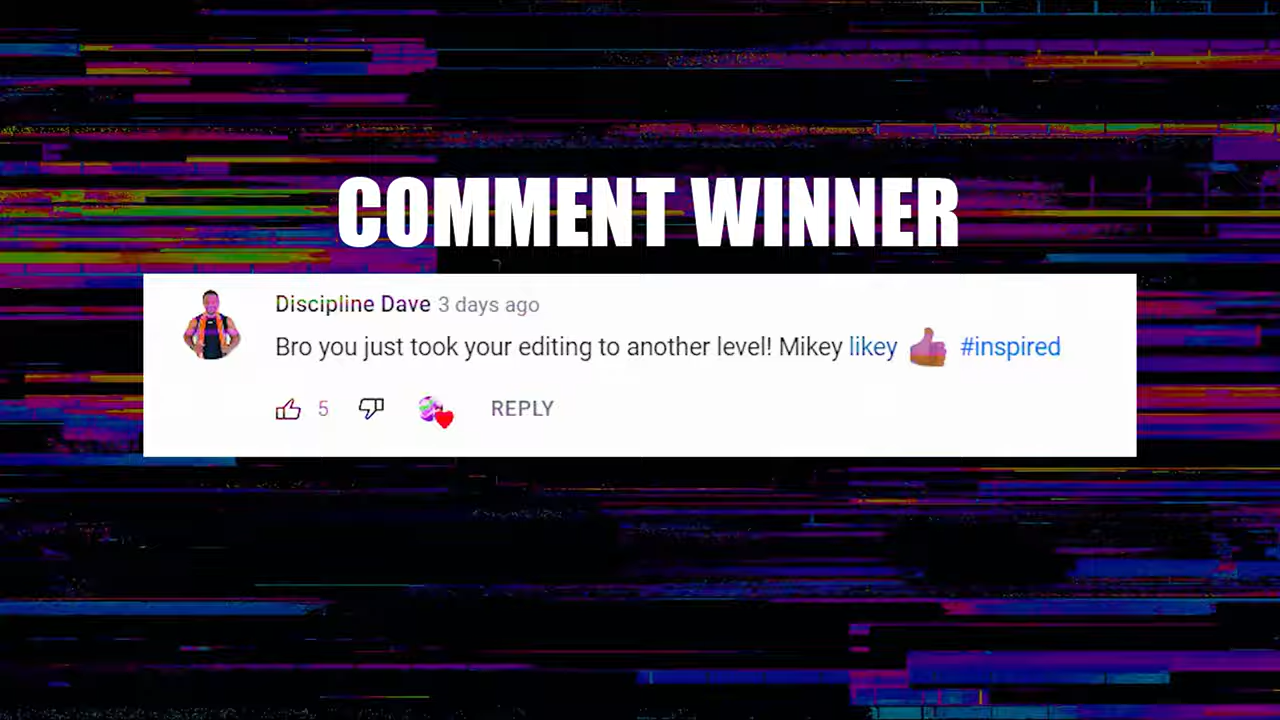 COMMENT WINNER
Discipline Dave 3 days ago
Bro you just took your editing to another level! Mikey likey 👍🏽 #inspired
5 REPLY